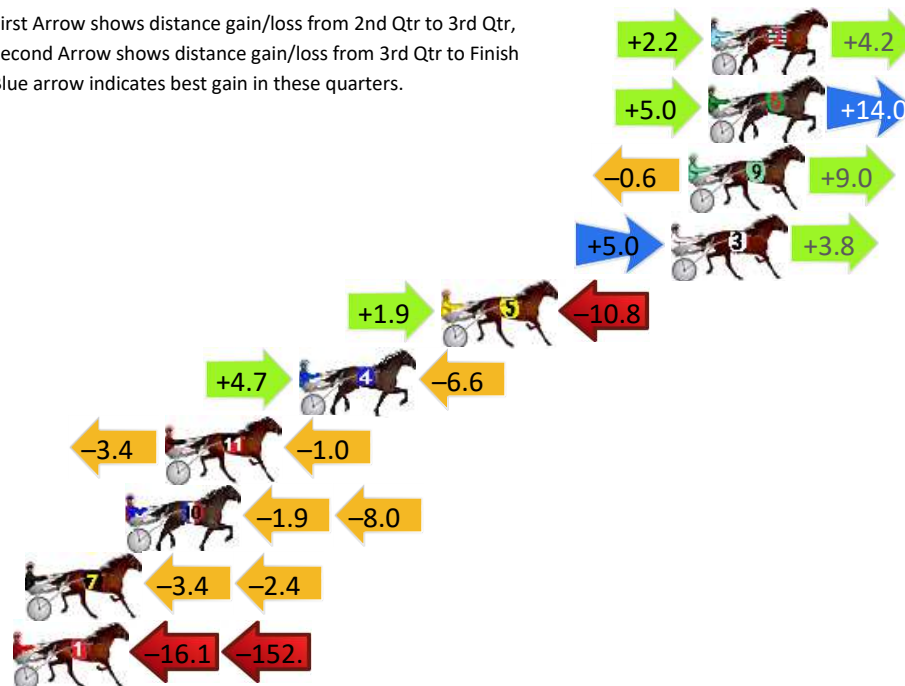 irst Arrow shows distance gain/loss from 2nd Qtr to 3rd Qtr,
econd Arrow shows distance gain/loss from 3rd Qtr to Finish
Blue arrow indicates best gain in these quarters.
+2.2 +4.2
+5.0 6 +14.0
–0.6 9 +9.0
+5.0 3 +3.8
+1.9 5 –10.8
+4.7 4 –6.6
–3.4 11 –1.0
10 –1.9 –8.0
7 –3.4 –2.4
1 –16.1 –152.